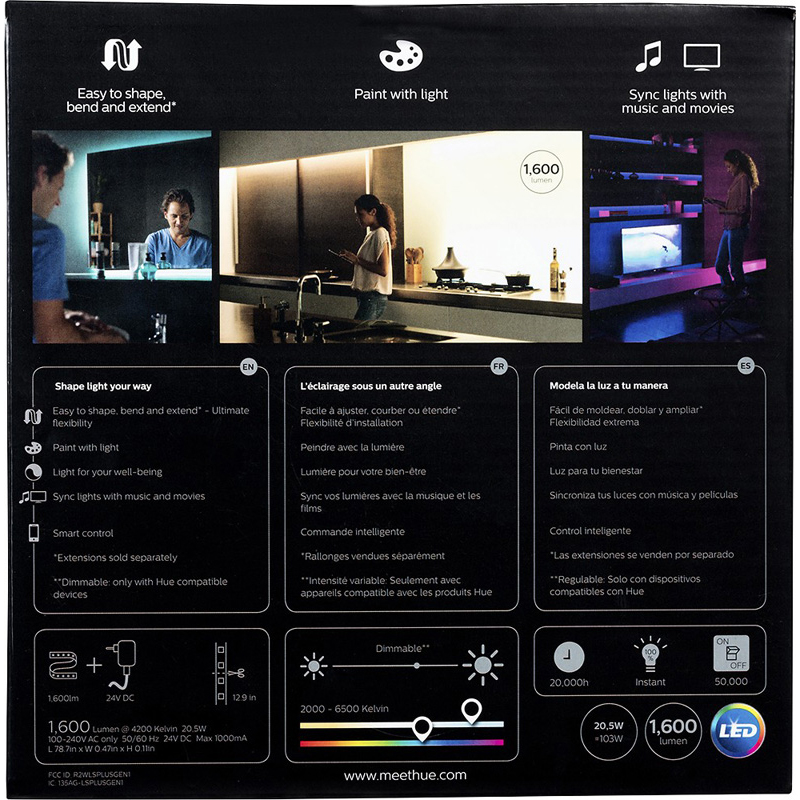 Easy to shape,
bend and extend*
Paint with light
Sync lights with
music and movies
1,600
lumen
EN
Shape light your way
Easy to shape, bend and extend* - Ultimate
flexibility
Paint with light
Light for your well-being
Sync lights with music and movies
Smart control
*Extensions sold separately
**Dimmable: only with Hue compatible
devices
FR
L'éclairage sous un autre angle
Facile à ajuster, courber ou étendre*
Flexibilité d'installation
Peindre avec la lumière
Lumière pour votre bien-être
Sync vos lumières avec la musique et les
films
Commande intelligente
*Rallonges vendues séparément
**Intensité variable: Seulement avec
appareils compatible avec les produits Hue
ES
Modela la luz a tu manera
Fácil de moldear, doblar y ampliar*
Flexibilidad extrema
Pinta con luz
Luz para tu bienestar
Sincroniza tus luces con música y películas
Control inteligente
*Las extensiones se venden por separado
**Regulable: Solo con dispositivos
compatibles con Hue
+
1,600lm
24V DC
12.9 in
1,600 Lumen @ 4200 Kelvin 20,5W
100-240V AC only 50/60 Hz 24V DC Max 1000mA
L 78.7in x W 0.47in x H 0.11in
Dimmable**
2000 - 6500 Kelvin
20,000h
100
%
Instant
ON
OFF
50,000
20,5W
=103W
1,600
lumen
LED
FCC ID R2WLSPLUSGEN1
IC 135AG-LSPLUSGEN1
www.meethue.com